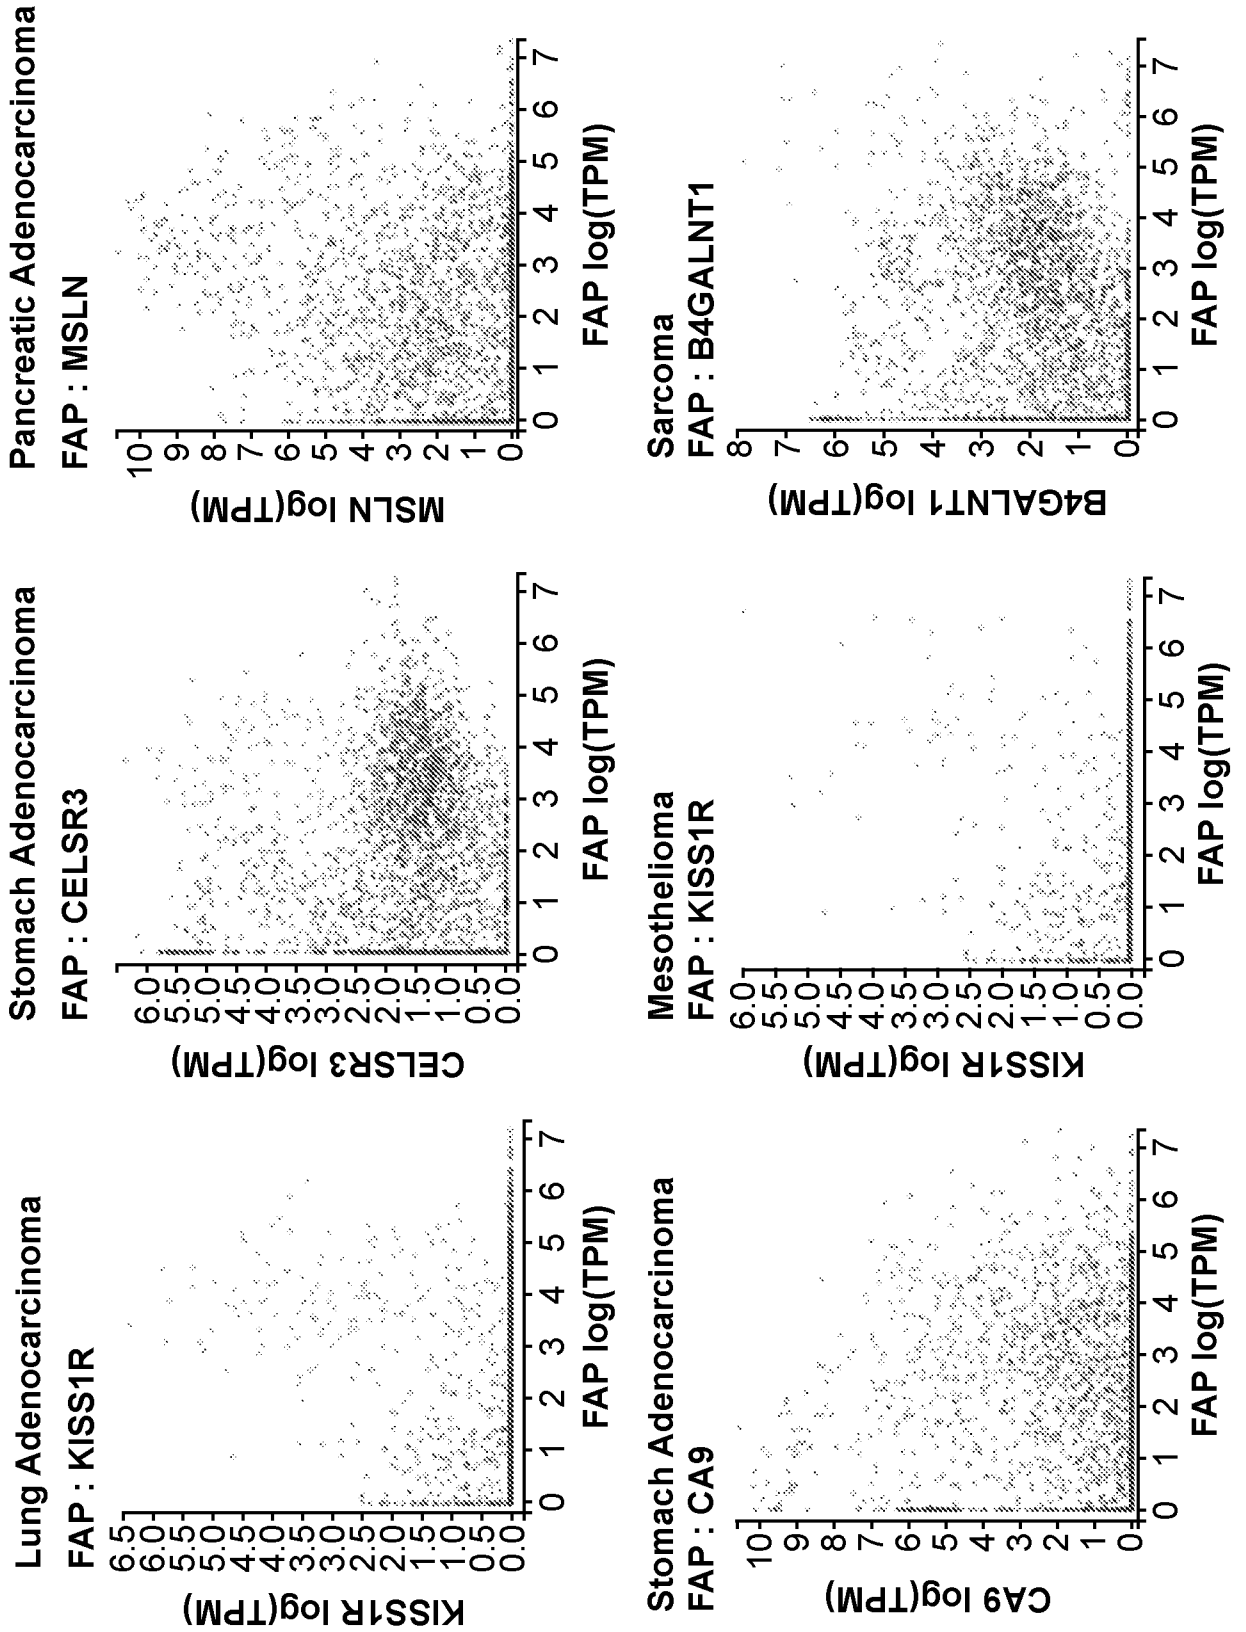 Lung Adenocarcinoma
FAP : KISS1R
KISS1R log(TPM)
6.5
6.0
5.5
5.0
4.5
4.0
3.5
3.0
2.5
2.0
1.5
1.0
0.5
0.0
0 1 2 3 4 5 6 7
FAP log(TPM)
Stomach Adenocarcinoma
FAP : CELSR3
CELSR3 log(TPM)
6.0
5.5
5.0
4.5
4.0
3.5
3.0
2.5
2.0
1.5
1.0
0.5
0.0
0 1 2 3 4 5 6 7
FAP log(TPM)
Pancreatic Adenocarcinoma
FAP : MSLN
MSLN log(TPM)
10
9
8
7
6
5
4
3
2
1
0
0 1 2 3 4 5 6 7
FAP log(TPM)
Stomach Adenocarcinoma
FAP : CA9
CA9 log(TPM)
10
9
8
7
6
5
4
3
2
1
0
0 1 2 3 4 5 6 7
FAP log(TPM)
Mesothelioma
FAP : KISS1R
KISS1R log(TPM)
6.0
5.5
5.0
4.5
4.0
3.5
3.0
2.5
2.0
1.5
1.0
0.5
0.0
0 1 2 3 4 5 6 7
FAP log(TPM)
Sarcoma
FAP : B4GALNT1
B4GALNT1 log(TPM)
8
7
6
5
4
3
2
1
0
0 1 2 3 4 5 6 7
FAP log(TPM)